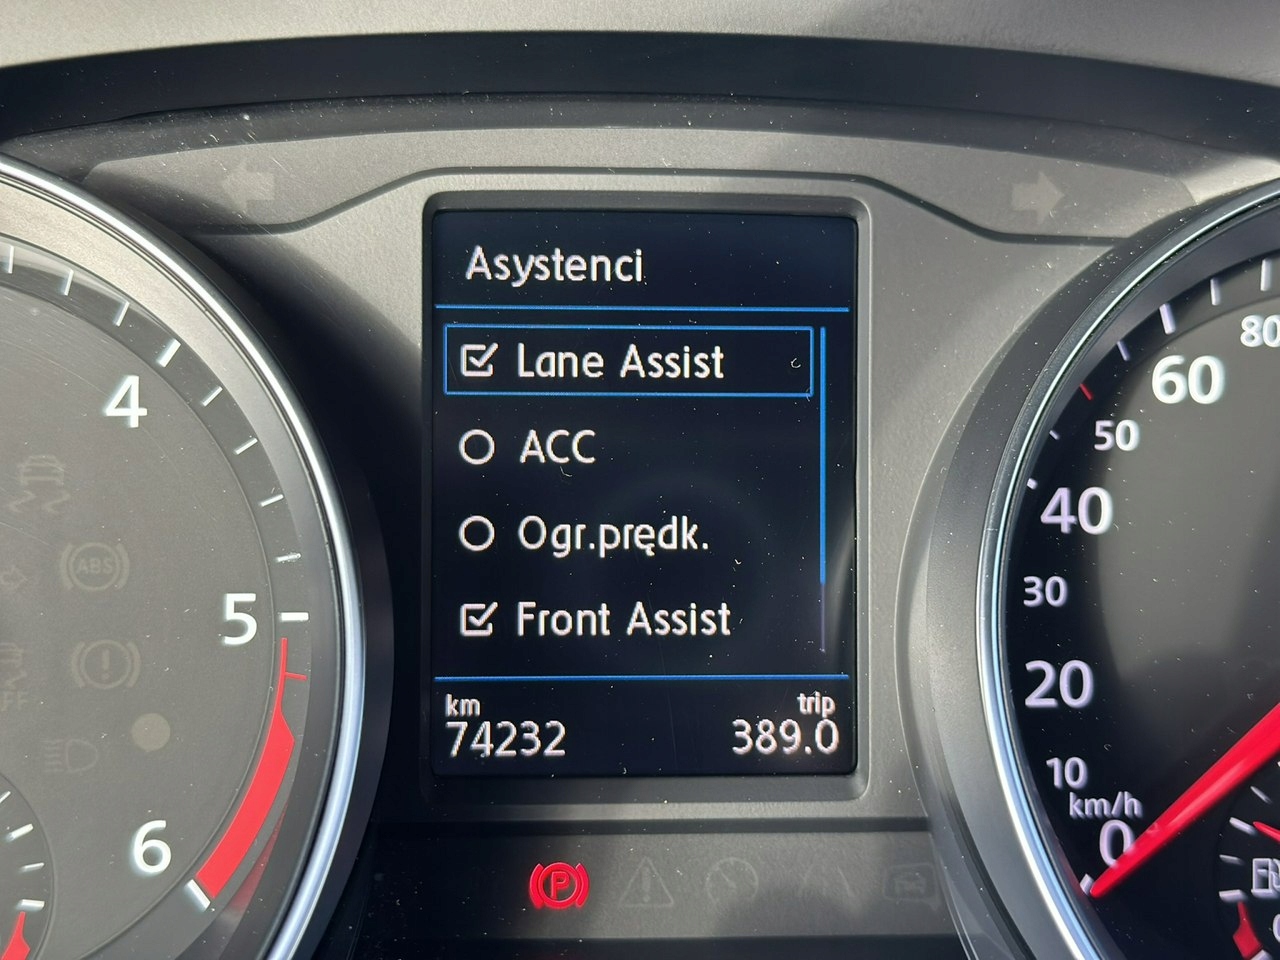 Asystenci
Lane Assist
ACC
Ogr.prędk.
Front Assist
km trip
74232 389.0
4
5
6
ABS
P
80
60
50
40
30
20
10
km/h
0